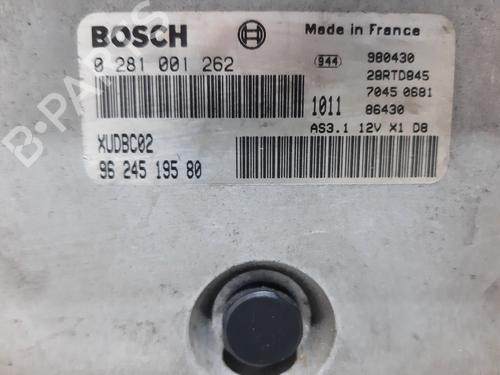 BOSCH
Made in France
0 281 001 262
944 980430
28RTD845
7045 0681
1011 86430
AS3.1 12V X1 D8
XUDBC02
96 245 195 80
B-PARTS